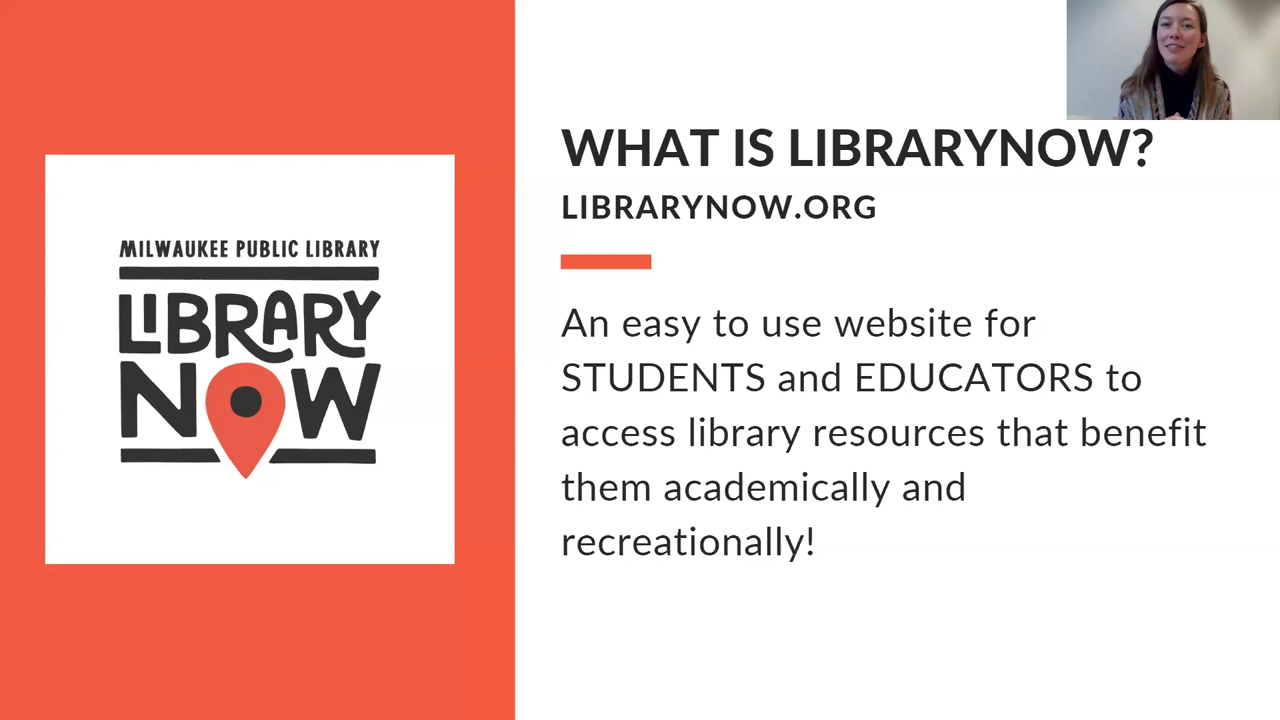 MILWAUKEE PUBLIC LIBRARY
LIBRARY
NOW
WHAT IS LIBRARYNOW?
LIBRARYNOW.ORG
An easy to use website for
STUDENTS and EDUCATORS to
access library resources that benefit
them academically and
recreationally!